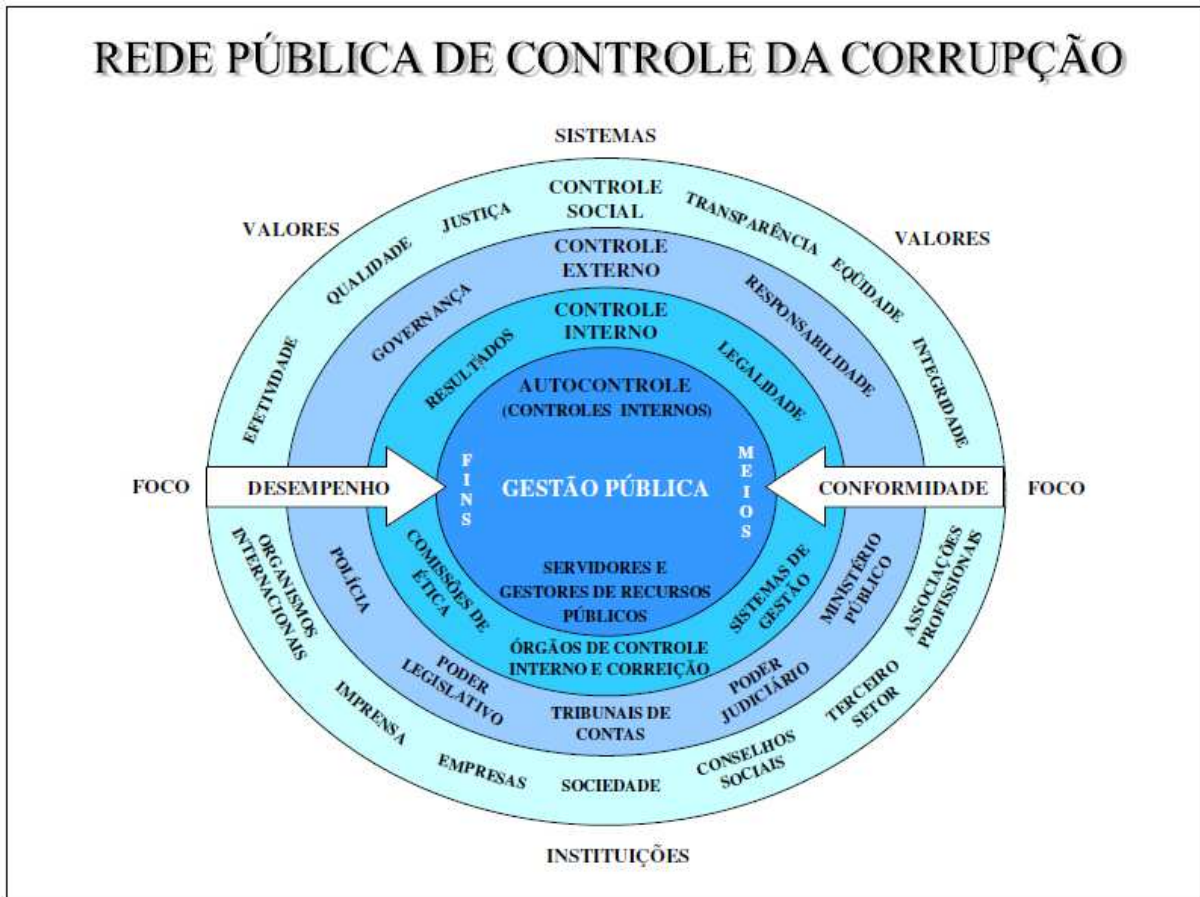 REDE PÚBLICA DE CONTROLE DA CORRUPÇÃO
SISTEMAS
VALORES
VALORES
CONTROLE
SOCIAL
JUSTIÇA
QUALIDADE
EFETIVIDADE
TRANSPARÊNCIA
EQÜIDADE
INTEGRIDADE
CONTROLE
EXTERNO
GOVERNANÇA
RESPONSABILIDADE
CONTROLE
INTERNO
RESULTADOS
LEGALIDADE
AUTOCONTROLE
(CONTROLES INTERNOS)
FOCO
DESEMPENHO
FINS
GESTÃO PÚBLICA
MEIOS
CONFORMIDADE
FOCO
SERVIDORES E
GESTORES DE RECURSOS
PÚBLICOS
COMISSÕES DE
ÉTICA
ÓRGÃOS DE CONTROLE
INTERNO E CORREIÇÃO
SISTEMAS DE
GESTÃO
POLÍCIA
PODER
LEGISLATIVO
TRIBUNAIS DE
CONTAS
PODER
JUDICIÁRIO
MINISTÉRIO
PÚBLICO
ORGANISMOS
INTERNACIONAIS
IMPRENSA
EMPRESAS
SOCIEDADE
CONSELHOS
SOCIAIS
TERCEIRO
SETOR
ASSOCIAÇÕES
PROFISSIONAIS
INSTITUIÇÕES